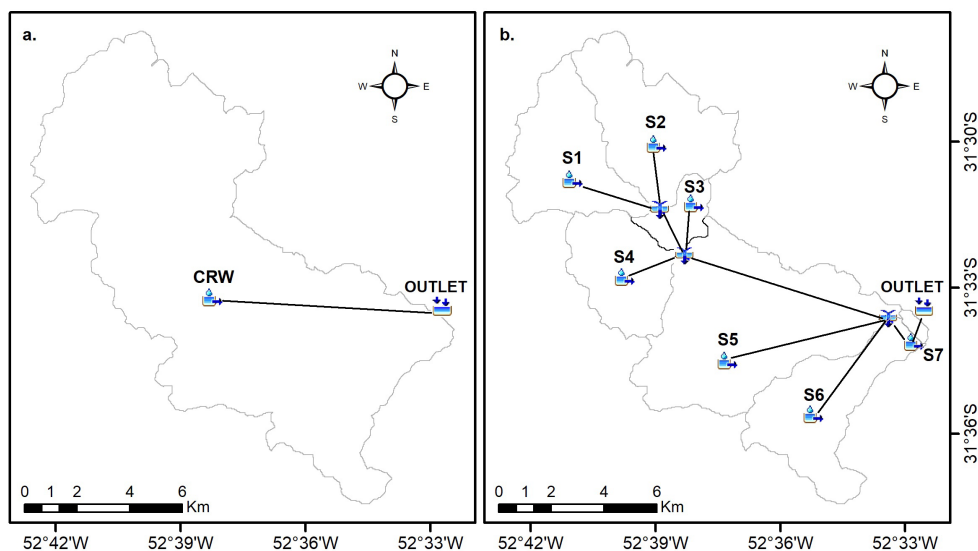 a.
N
W E
S
CRW
OUTLET
0 1 2 4 6
Km
52°42'W 52°39'W 52°36'W 52°33'W
b.
N
W E
S
S2
S1
S3
S4
OUTLET
S5
S7
S6
0 1 2 4 6
Km
52°42'W 52°39'W 52°36'W 52°33'W
31°30'S
31°33'S
31°36'S